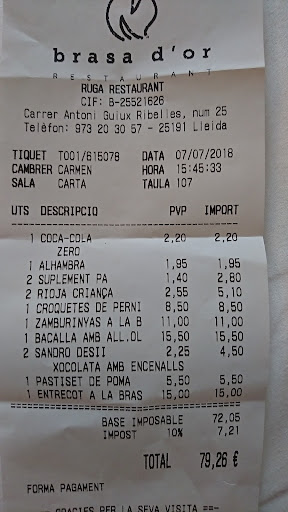 brasa d'or
RESTAURANT
RUGA RESTAURANT
CIF: B-25521626
Carrer Antoni Guiux Ribelles, num 25
Telèfon: 973 20 30 57 - 25191 Lleida
TIQUET T001/615078 DATA 07/07/2018
CAMBRER CARMEN HORA 15:45:33
SALA CARTA TAULA 107
UTS DESCRIPCIO PVP IMPORT
1 COCA-COLA 2,20 2,20
ZERO
1 ALHAMBRA 1,95 1,95
2 SUPLEMENT PA 1,40 2,80
2 RIOJA CRIANÇA 2,55 5,10
1 CROQUETES DE PERNI 8,50 8,50
1 ZAMBURINYAS A LA B 11,00 11,00
1 BACALLA AMB ALL.OL 15,50 15,50
2 SANDRO DESII 2,25 4,50
XOCOLATA AMB ENCENALLS
1 PASTISET DE POMA 5,50 5,50
1 ENTRECOT A LA BRAS 15,00 15,00
BASE IMPOSABLE 72,05
IMPOST 10% 7,21
TOTAL 79,26 €
FORMA PAGAMENT
GRACIES PER LA SEVA VISITA ==-